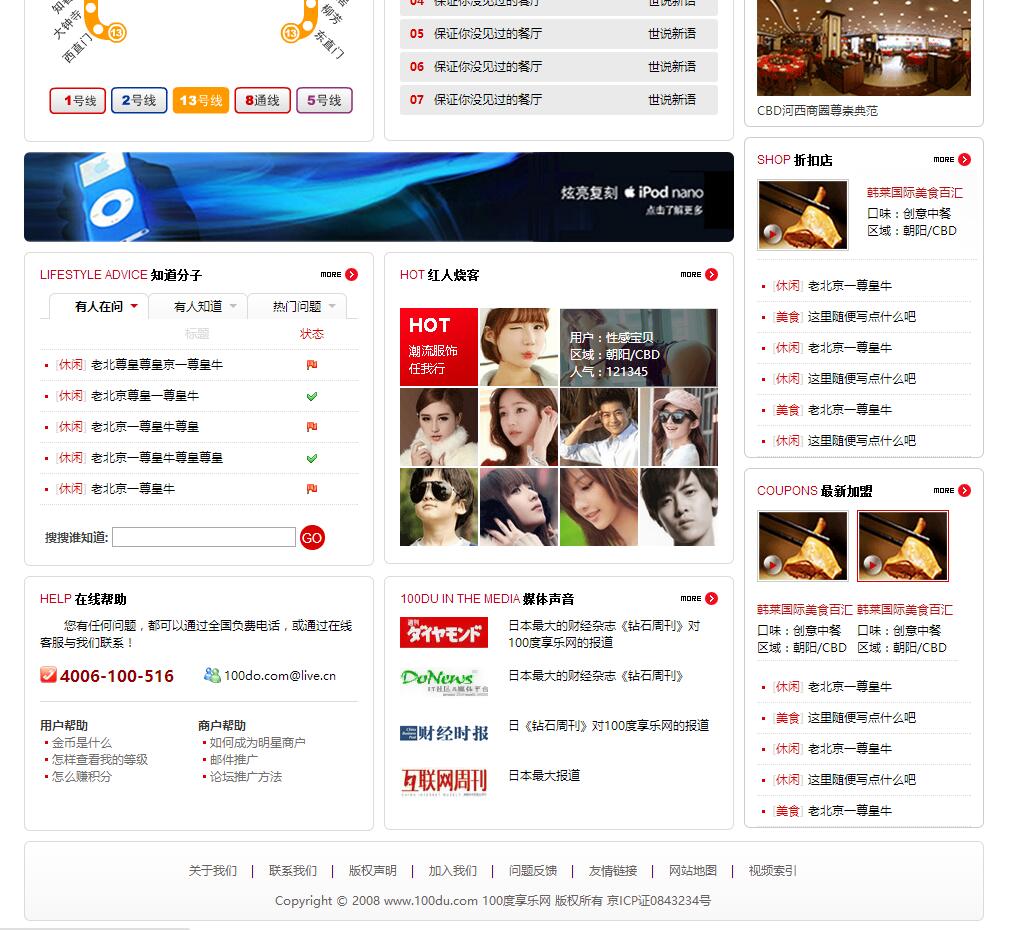 大钟寺
西直门
13
13
柳芳
东直门
1号线
2号线
13号线
8通线
5号线
04 保证你没见过的餐厅 世说新语
05 保证你没见过的餐厅 世说新语
06 保证你没见过的餐厅 世说新语
07 保证你没见过的餐厅 世说新语
CBD河西商圈尊崇典范
炫亮复刻 iPod nano
点击了解更多
LIFESTYLE ADVICE 知道分子 MORE
有人在问 有人知道 热门问题
标题 状态
[休闲] 老北尊皇尊皇京一尊皇牛
[休闲] 老北京尊皇一尊皇牛
[休闲] 老北京一尊皇牛尊皇
[休闲] 老北京一尊皇牛尊皇尊皇
[休闲] 老北京一尊皇牛
搜搜谁知道: GO
HOT 红人烧客 MORE
HOT
潮流服饰
任我行
用户：性感宝贝
区域：朝阳/CBD
人气：121345
SHOP 折扣店 MORE
韩莱国际美食百汇
口味：创意中餐
区域：朝阳/CBD
[休闲] 老北京一尊皇牛
[美食] 这里随便写点什么吧
[休闲] 老北京一尊皇牛
[休闲] 这里随便写点什么吧
[美食] 老北京一尊皇牛
[休闲] 这里随便写点什么吧
COUPONS 最新加盟 MORE
韩莱国际美食百汇 韩莱国际美食百汇
口味：创意中餐 口味：创意中餐
区域：朝阳/CBD 区域：朝阳/CBD
[休闲] 老北京一尊皇牛
[美食] 这里随便写点什么吧
[休闲] 老北京一尊皇牛
[休闲] 这里随便写点什么吧
[美食] 老北京一尊皇牛
HELP 在线帮助
您有任何问题，都可以通过全国免费电话，或通过在线
客服与我们联系！
4006-100-516 100do.com@live.cn
用户帮助 商户帮助
金币是什么 如何成为明星商户
怎样查看我的等级 邮件推广
怎么赚积分 论坛推广方法
100DU IN THE MEDIA 媒体声音 MORE
週刊
ダイヤモンド
日本最大的财经杂志《钻石周刊》对
100度享乐网的报道
DoNews
IT社区&媒体平台
日本最大的财经杂志《钻石周刊》
财经时报
日《钻石周刊》对100度享乐网的报道
互联网周刊
日本最大报道
关于我们 | 联系我们 | 版权声明 | 加入我们 | 问题反馈 | 友情链接 | 网站地图 | 视频索引
Copyright © 2008 www.100du.com 100度享乐网 版权所有 京ICP证0843234号